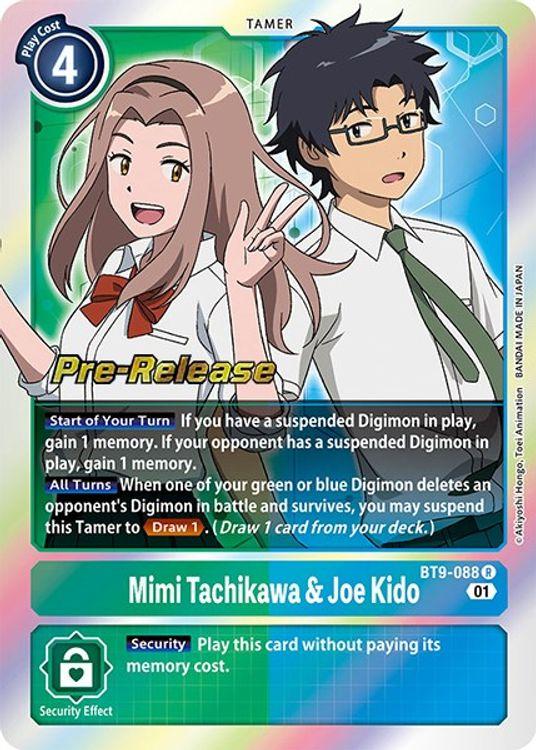 TAMER
Play Cost
4
Pre-Release
Start of Your Turn If you have a suspended Digimon in play,
gain 1 memory. If your opponent has a suspended Digimon in
play, gain 1 memory.
All Turns When one of your green or blue Digimon deletes an
opponent's Digimon in battle and survives, you may suspend
this Tamer to Draw 1. (Draw 1 card from your deck.)
©Akiyoshi Hongo, Toei Animation BANDAI MADE IN JAPAN
BT9-088 R
Mimi Tachikawa & Joe Kido
01
Security Play this card without paying its
memory cost.
Security Effect